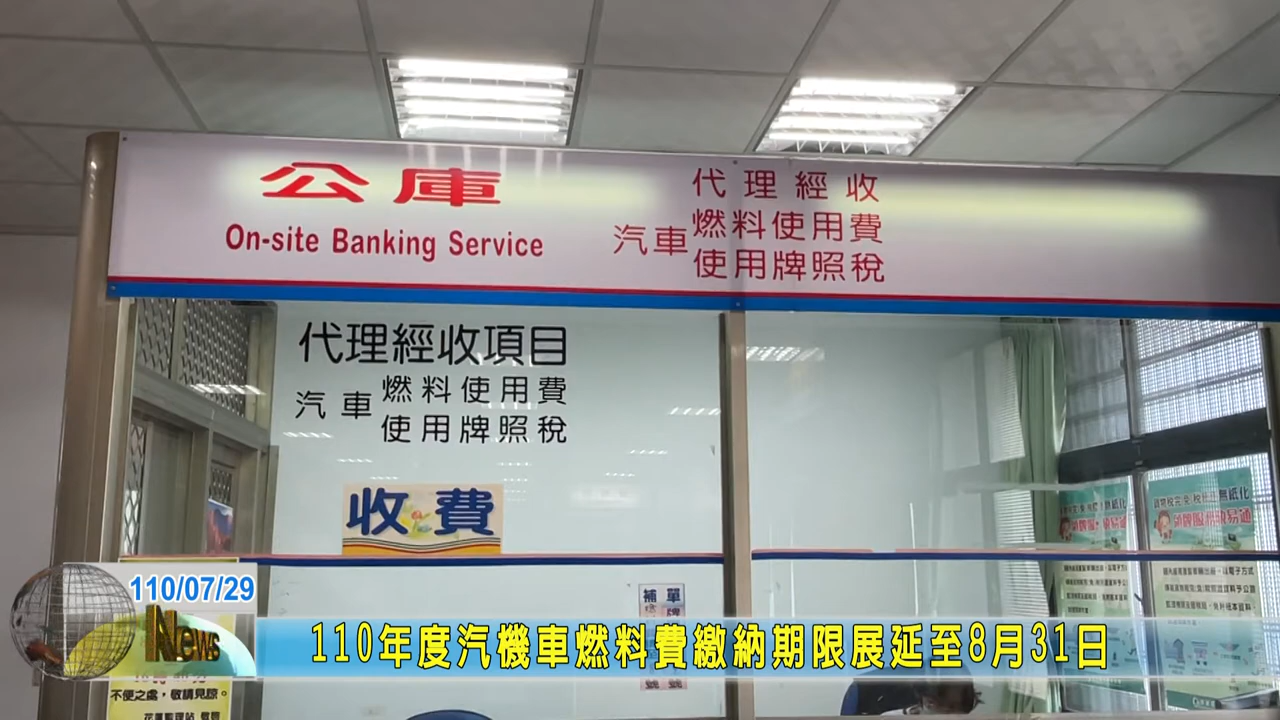 公庫
On-site Banking Service
代理經收
汽車
燃料使用費
使用牌照稅
代理經收項目
汽車
燃料使用費
使用牌照稅
收費
110/07/29
News
110年度汽機車燃料費繳納期限展延至8月31日
不便之處,敬請見諒。
補
單牌